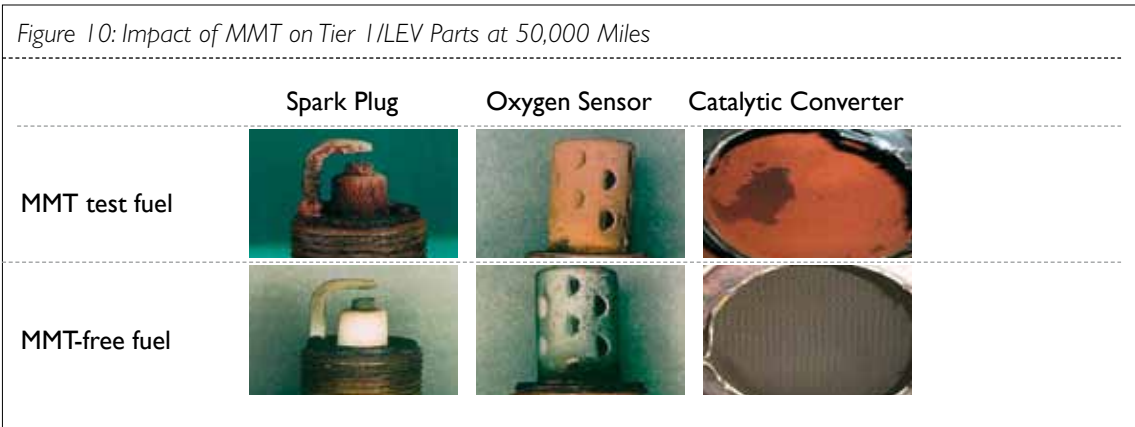 Figure 10: Impact of MMT on Tier 1/LEV Parts at 50,000 Miles
Spark Plug Oxygen Sensor Catalytic Converter
MMT test fuel
MMT-free fuel